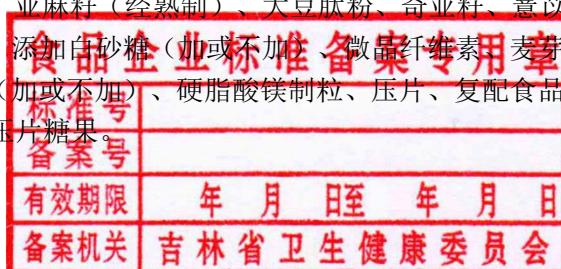 亚麻籽（经熟制）、大豆肽粉、奇亚籽、薏苡
添加白砂糖（加或不加）、微晶纤维素、麦芽
食品企业标准备案专用章
（加或不加）、硬脂酸镁制粒、压片、复配食品
标准号
压片糖果。
备案号
有效期限 年 月 日至 年 月 日
备案机关 吉林省卫生健康委员会